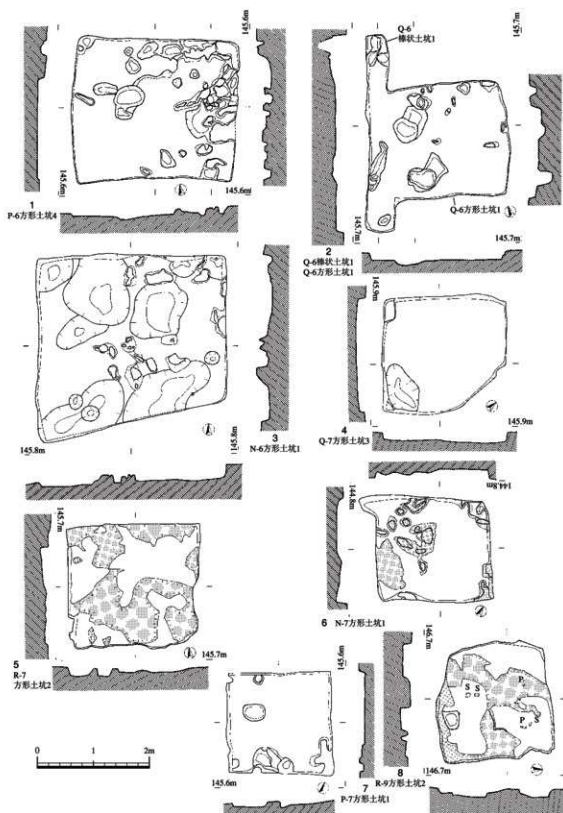 145.6m
145.6m
145.6m
1
P-6方形土坑4
Q-6
棒状土坑1
145.7m
Q-6方形土坑1
145.7m
145.7m
2
Q-6棒状土坑1
Q-6方形土坑1
145.8m
145.8m
3
N-6方形土坑1
145.9m
145.9m
4
Q-7方形土坑3
145.7m
145.7m
5
R-7
方形土坑2
144.8m
144.8m
6 N-7方形土坑1
145.6m
145.6m
7
P-7方形土坑1
146.7m
P
S S
P S
146.7m
8
R-9方形土坑2
0 1 2m